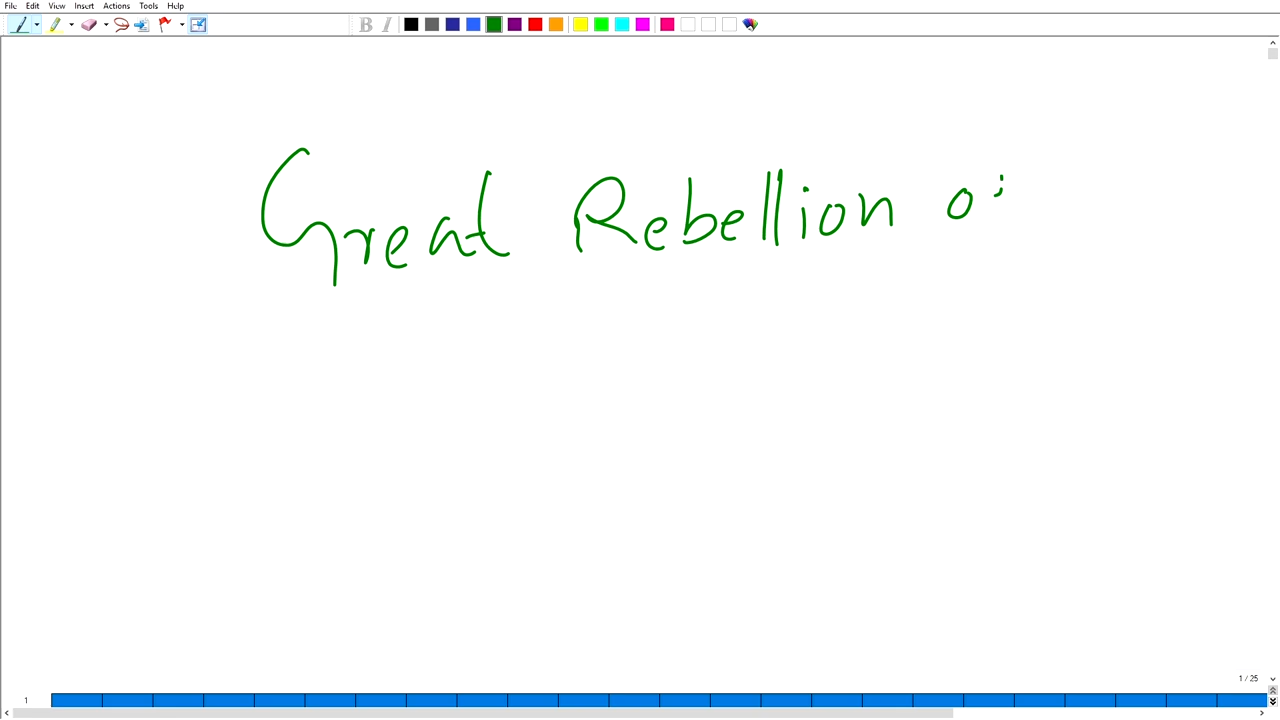 File Edit View Insert Actions Tools Help
B I
Great Rebellion
1 / 25
1